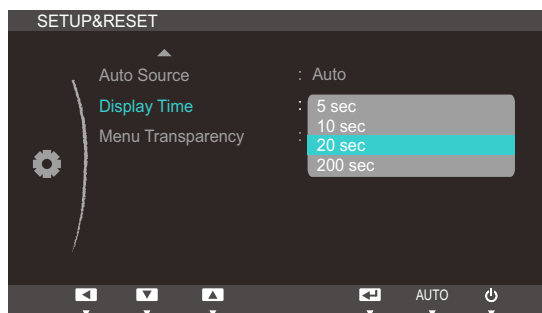 SETUP&RESET
Auto Source : Auto
Display Time : 5 sec
10 sec
Menu Transparency : 20 sec
200 sec
AUTO